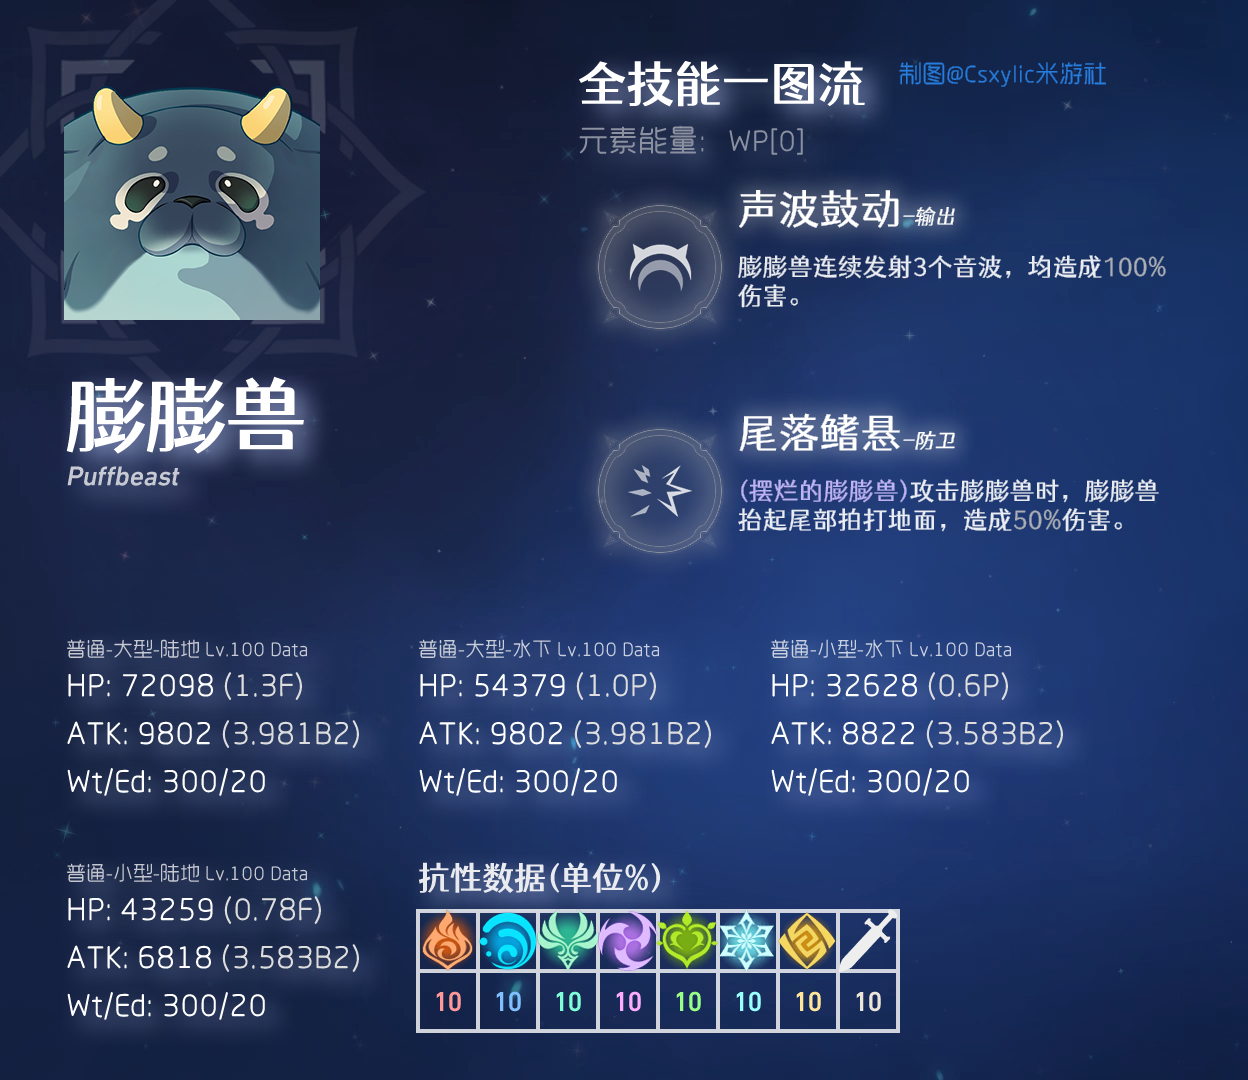 全技能一图流
制图@Csxylic米游社
元素能量： WP[0]
声波鼓动-输出
膨膨兽连续发射3个音波，均造成100%
伤害。
膨膨兽
Puffbeast
尾落鳍悬-防卫
(摆烂的膨膨兽)攻击膨膨兽时，膨膨兽
抬起尾部拍打地面，造成50%伤害。
普通-大型-陆地 Lv.100 Data
HP: 72098 (1.3F)
ATK: 9802 (3.981B2)
Wt/Ed: 300/20
普通-大型-水下 Lv.100 Data
HP: 54379 (1.0P)
ATK: 9802 (3.981B2)
Wt/Ed: 300/20
普通-小型-水下 Lv.100 Data
HP: 32628 (0.6P)
ATK: 8822 (3.583B2)
Wt/Ed: 300/20
普通-小型-陆地 Lv.100 Data
HP: 43259 (0.78F)
ATK: 6818 (3.583B2)
Wt/Ed: 300/20
抗性数据(单位%)
10 10 10 10 10 10 10 10